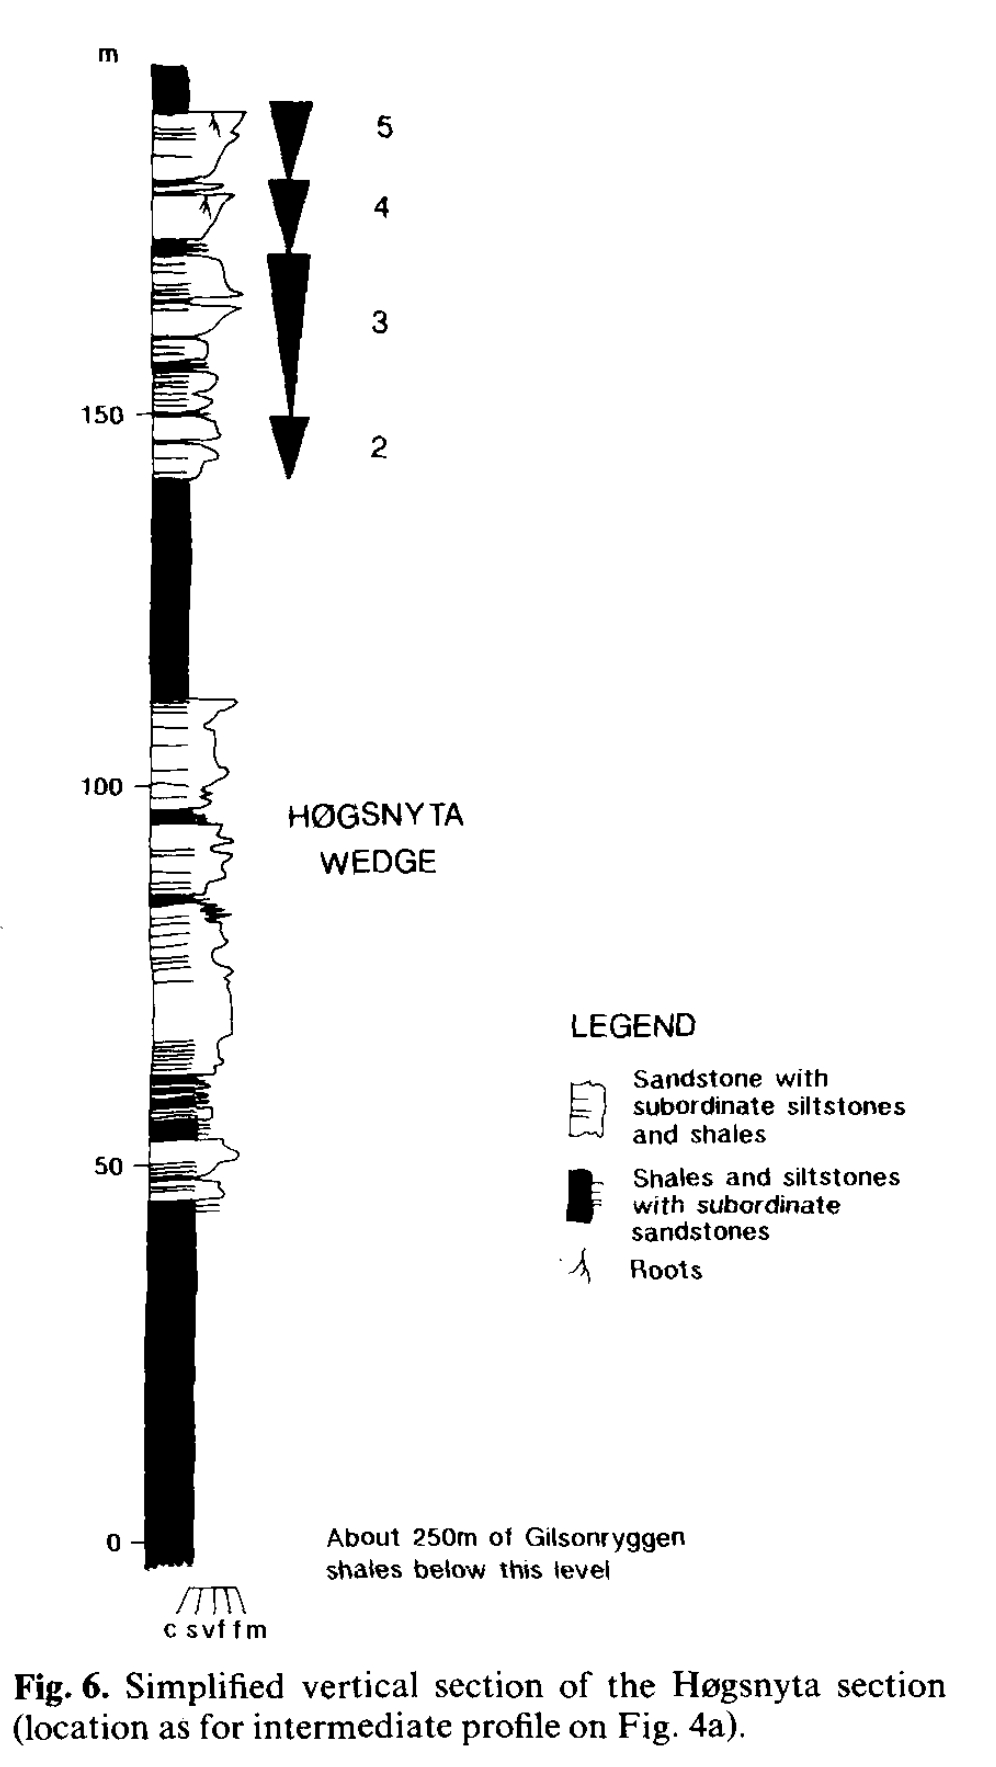 m
5
4
3
150
2
100
HØGSNYTA
WEDGE
LEGEND
Sandstone with
subordinate siltstones
and shales
50
Shales and siltstones
with subordinate
sandstones
Roots
0
About 250m of Gilsonryggen
shales below this level
c s vf f m
Fig. 6. Simplified vertical section of the Høgsnyta section
(location as for intermediate profile on Fig. 4a).